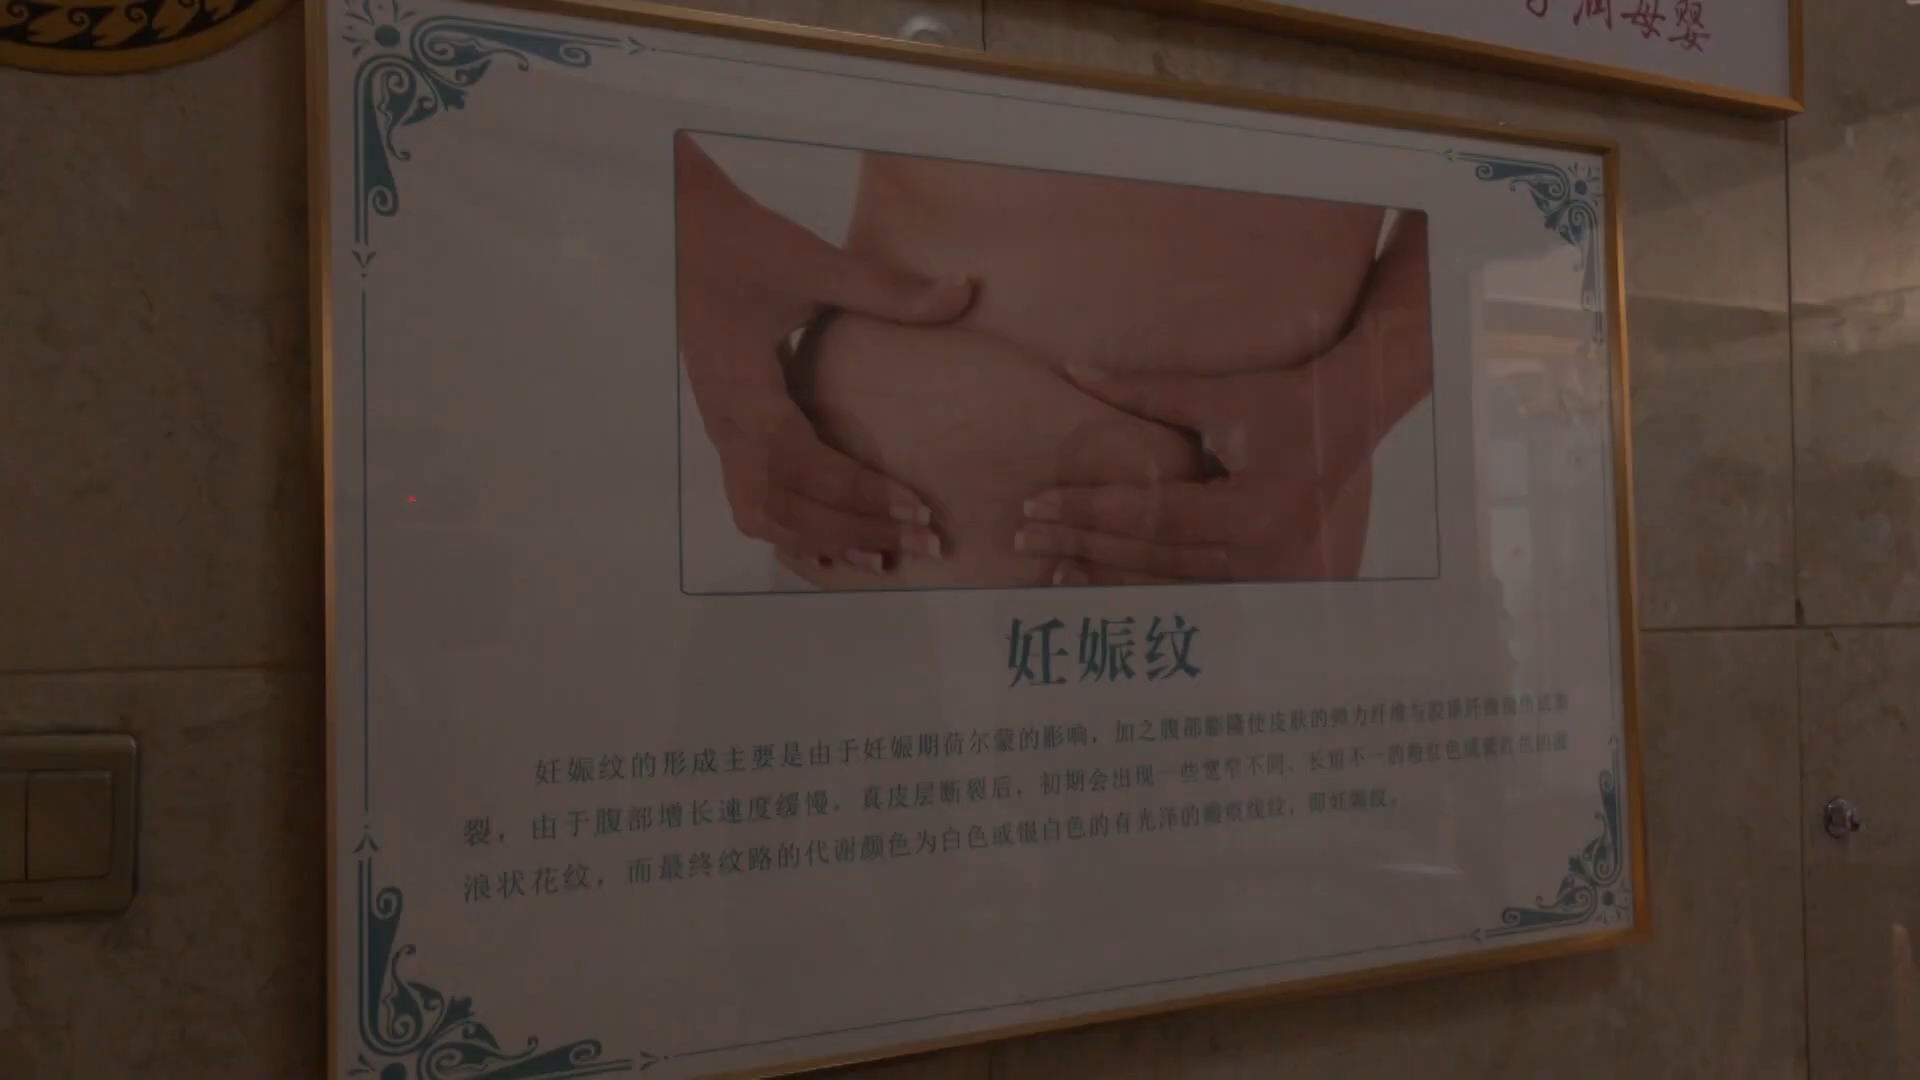 润母婴
妊娠纹
妊娠纹的形成主要是由于妊娠期荷尔蒙的影响，加之腹部膨隆使皮肤的弹力纤维与胶原纤维
裂，由于腹部增长速度缓慢，真皮层断裂后，初期会出现一些宽窄不同、长短不一的粉红色或紫红色的波
浪状花纹，而最终纹路的代谢颜色为白色或银白色的有光泽的瘢痕线纹，即妊娠纹。